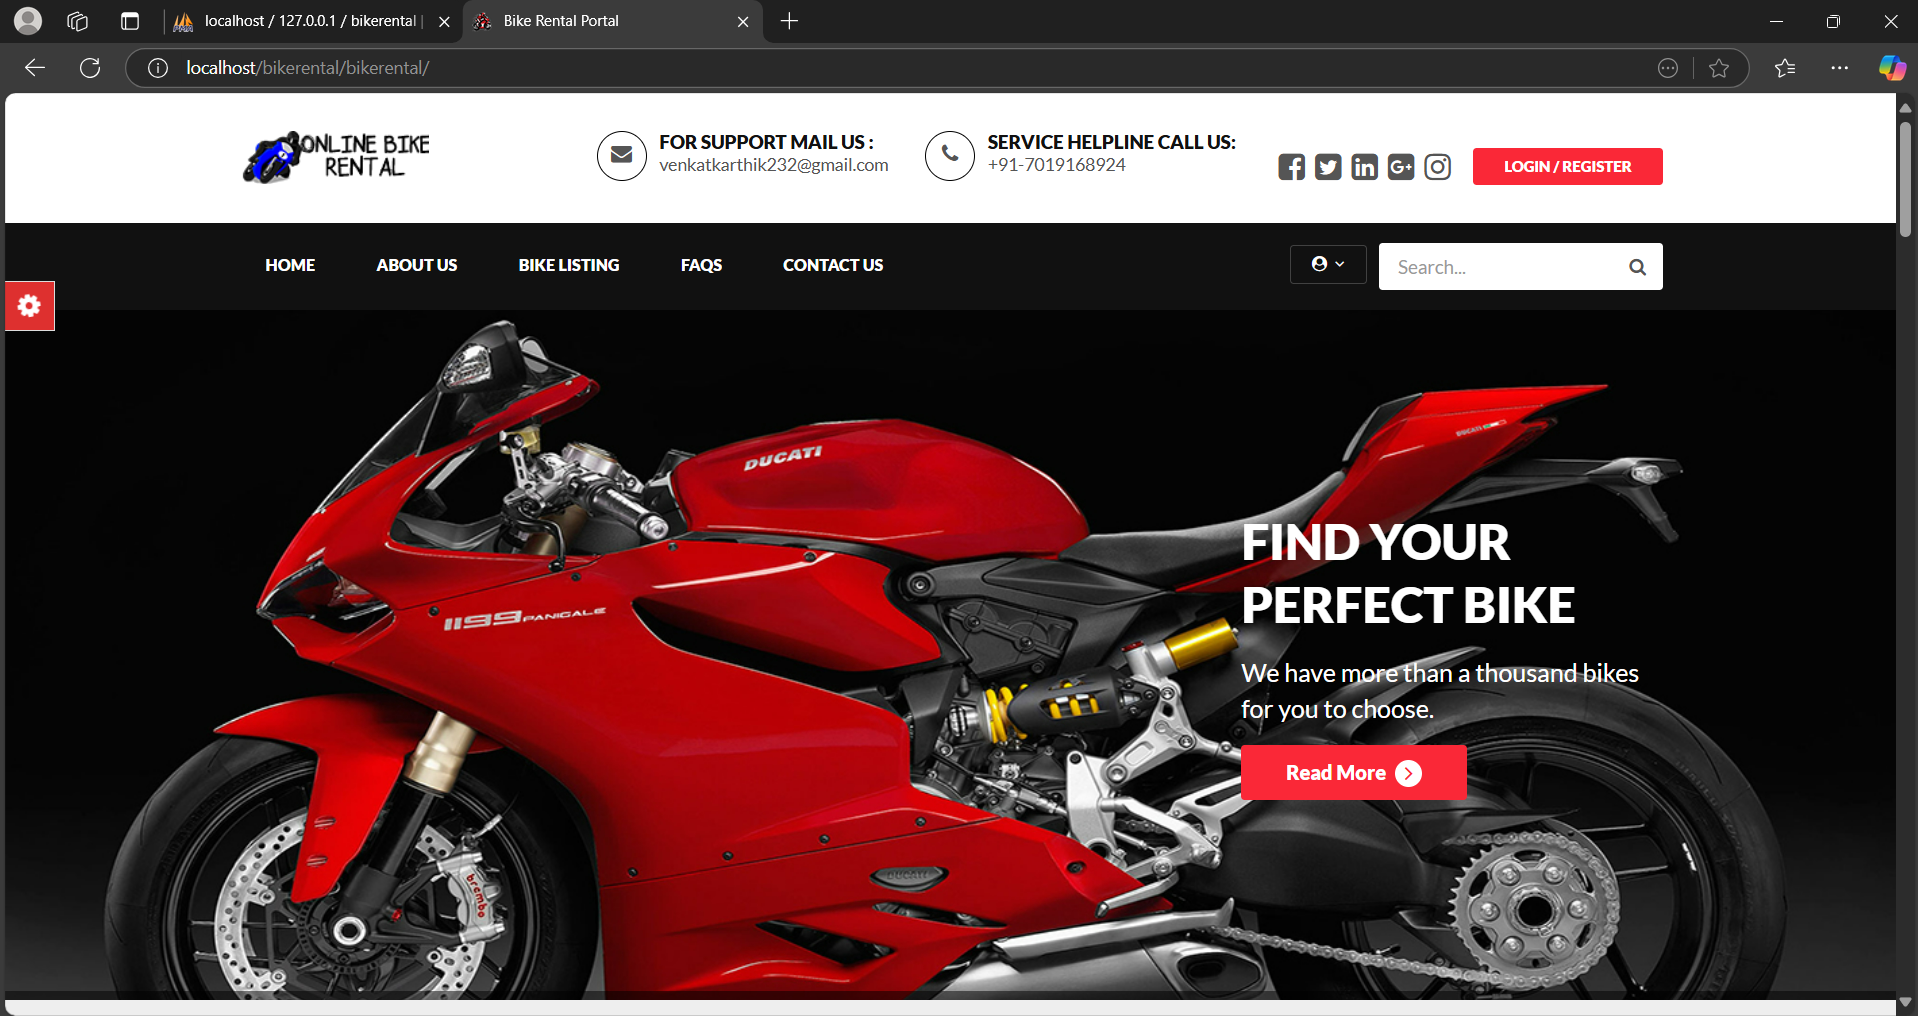 localhost / 127.0.0.1 / bikerental |
Bike Rental Portal
localhost/bikerental/bikerental/
ONLINE BIKE
RENTAL
FOR SUPPORT MAIL US :
venkatkarthik232@gmail.com
SERVICE HELPLINE CALL US:
+91-7019168924
LOGIN / REGISTER
HOME
ABOUT US
BIKE LISTING
FAQS
CONTACT US
Search...
DUCATI
DUCATI
1199 PANIGALE
FIND YOUR
PERFECT BIKE
We have more than a thousand bikes
for you to choose.
Read More
DUCATI
brembo